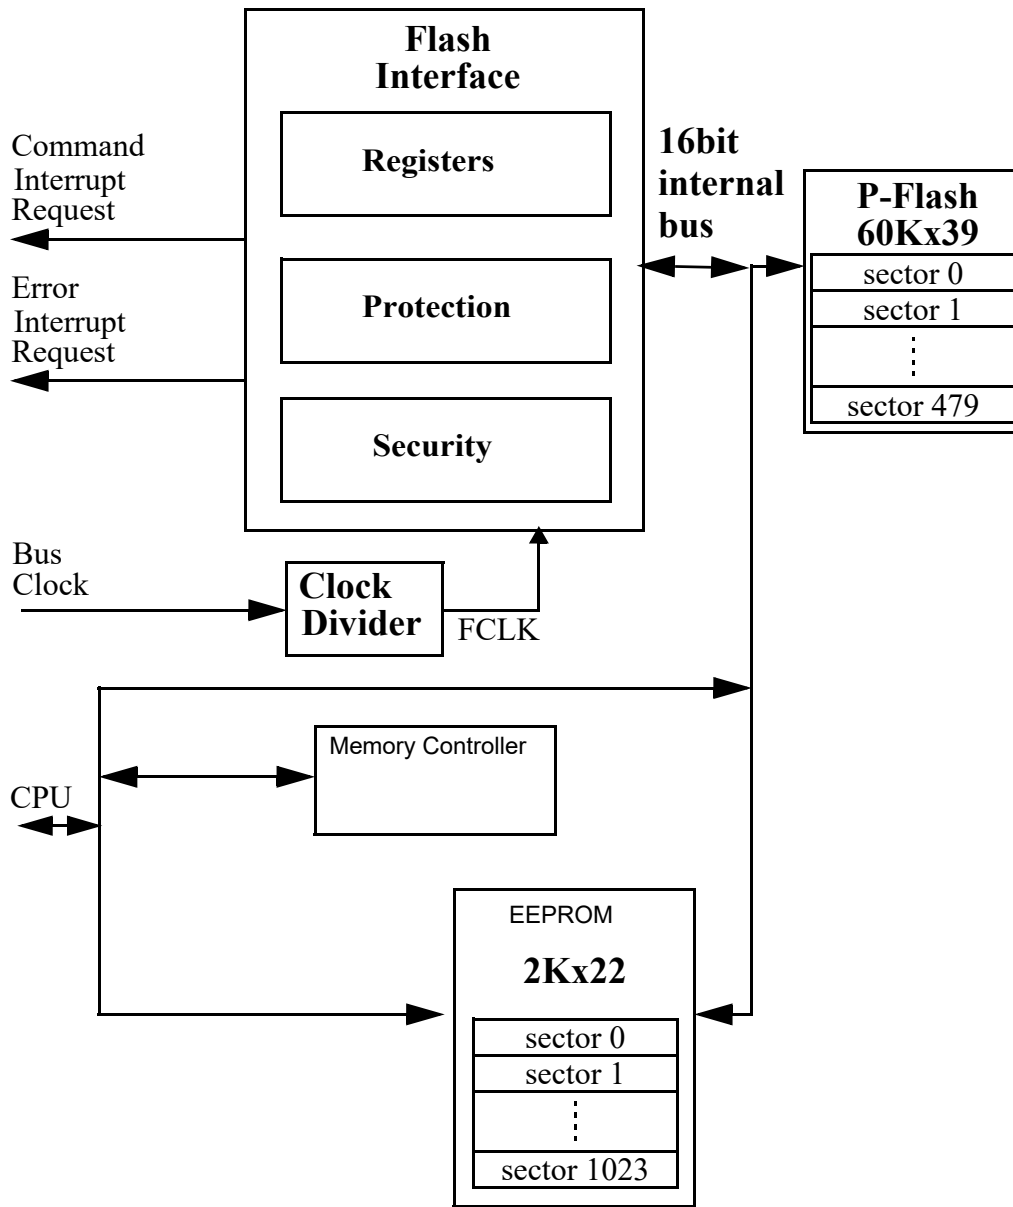 Flash
Interface
Registers
Protection
Security
Command
Interrupt
Request
Error
Interrupt
Request
16bit
internal
bus
P-Flash
60Kx39
sector 0
sector 1
sector 479
Bus
Clock
Clock
Divider
FCLK
Memory Controller
CPU
EEPROM
2Kx22
sector 0
sector 1
sector 1023